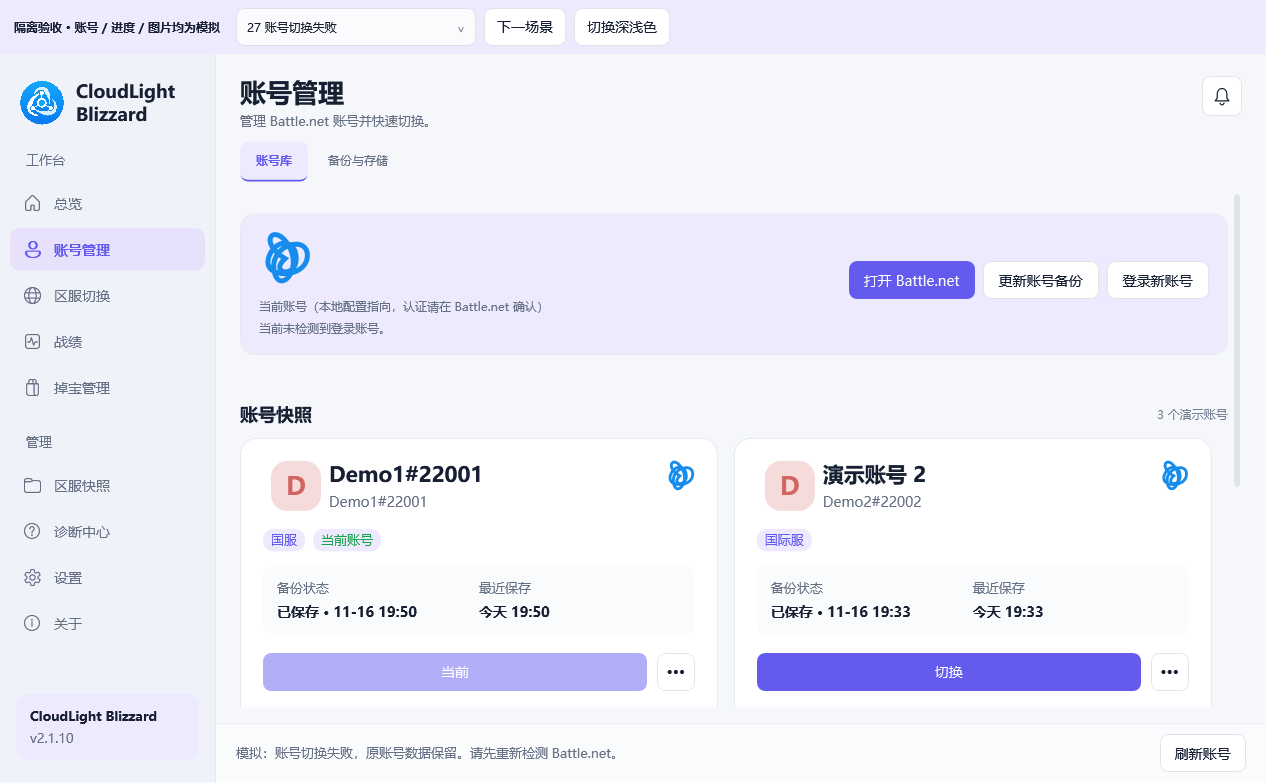 隔离验收 • 账号 / 进度 / 图片均为模拟
27 账号切换失败
下一场景
切换深浅色
CloudLight
Blizzard
工作台
总览
账号管理
区服切换
战绩
掉宝管理
管理
区服快照
诊断中心
设置
关于
CloudLight Blizzard
v2.1.10
账号管理
管理 Battle.net 账号并快速切换。
账号库
备份与存储
当前账号（本地配置指向，认证请在 Battle.net 确认）
当前未检测到登录账号。
打开 Battle.net
更新账号备份
登录新账号
账号快照
3 个演示账号
D
Demo1#22001
Demo1#22001
国服
当前账号
备份状态
最近保存
已保存 • 11-16 19:50
今天 19:50
当前
•••
D
演示账号 2
Demo2#22002
国际服
备份状态
最近保存
已保存 • 11-16 19:33
今天 19:33
切换
•••
模拟：账号切换失败，原账号数据保留。请先重新检测 Battle.net。
刷新账号